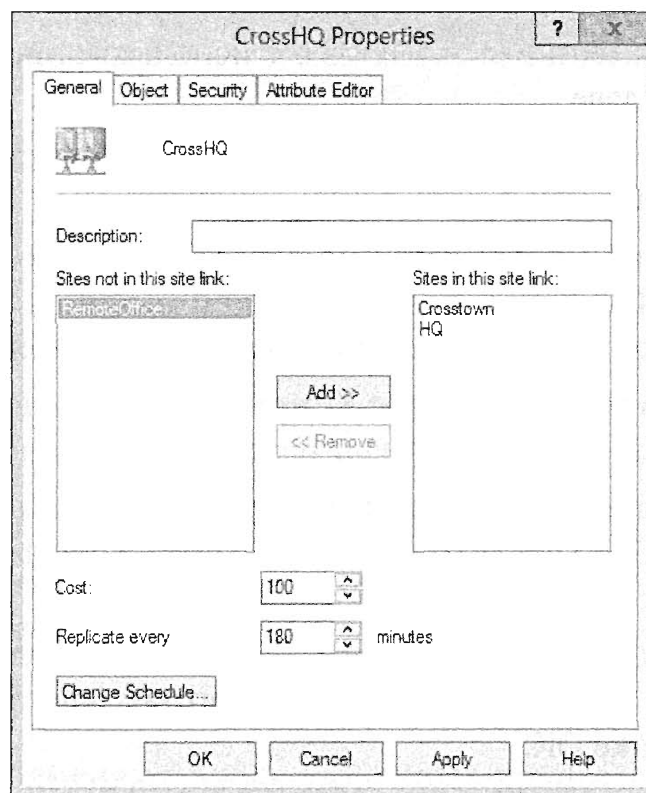 CrossHQ Properties
? x
General Object Security Attribute Editor
CrossHQ
Description:
Sites not in this site link:
RemoteOffice
Sites in this site link:
Crosstown
HQ
Add >>
<< Remove
Cost: 100
Replicate every 180 minutes
Change Schedule...
OK Cancel Apply Help